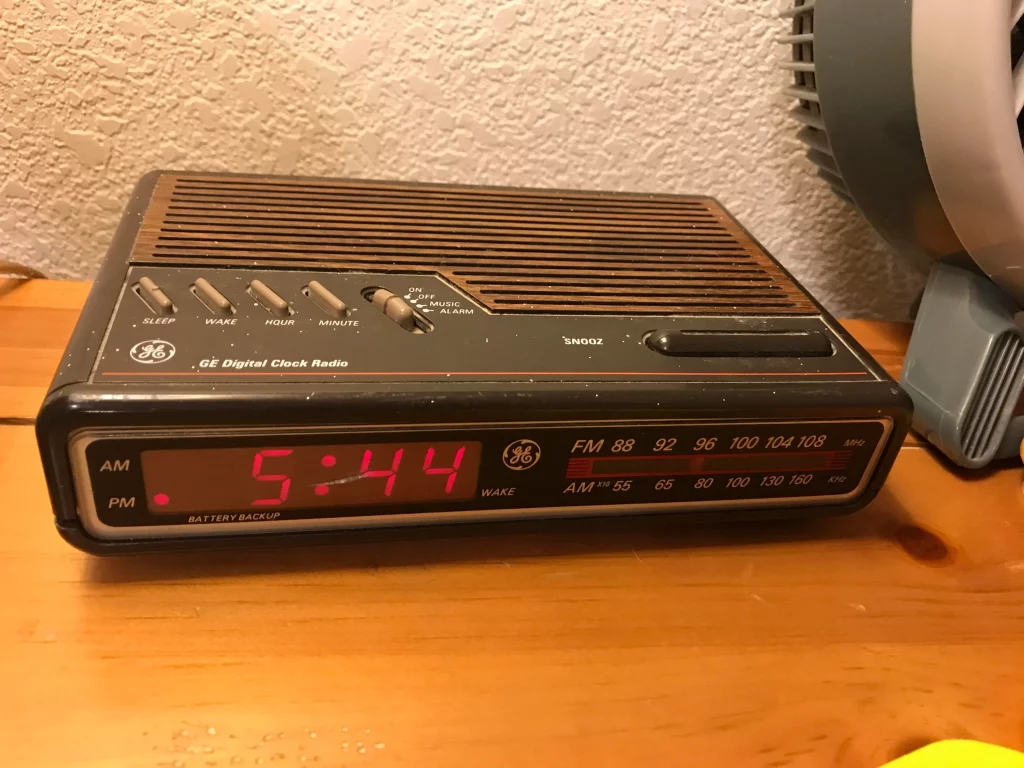 ON
OFF
MUSIC
ALARM
SLEEP WAKE HOUR MINUTE
SNOOZ
GE GE Digital Clock Radio
AM
PM
5:44
BATTERY BACKUP
WAKE
GE
FM 88 92 96 100 104 108 MHz
AM X10 55 65 80 100 130 160 KHz